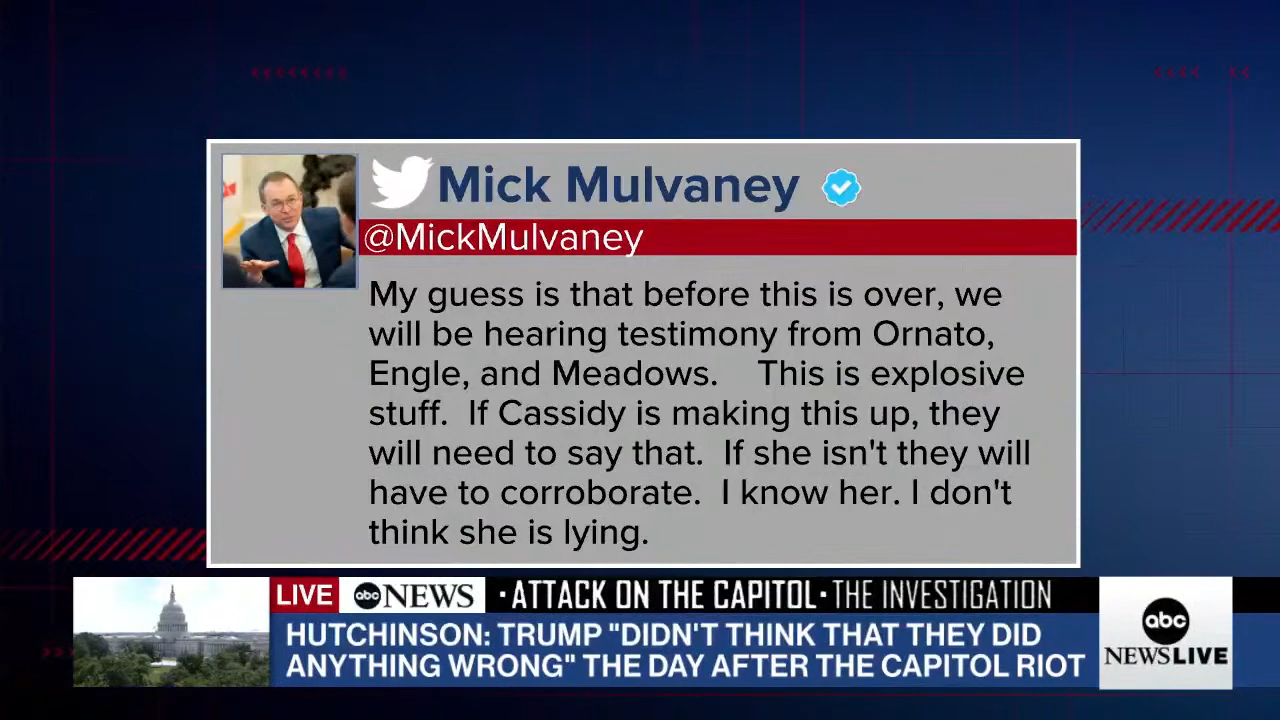 Mick Mulvaney
@MickMulvaney
My guess is that before this is over, we
will be hearing testimony from Ornato,
Engle, and Meadows. This is explosive
stuff. If Cassidy is making this up, they
will need to say that. If she isn't they will
have to corroborate. I know her. I don't
think she is lying.
LIVE abc NEWS • ATTACK ON THE CAPITOL • THE INVESTIGATION
HUTCHINSON: TRUMP "DIDN'T THINK THAT THEY DID
ANYTHING WRONG" THE DAY AFTER THE CAPITOL RIOT
abc
NEWSLIVE